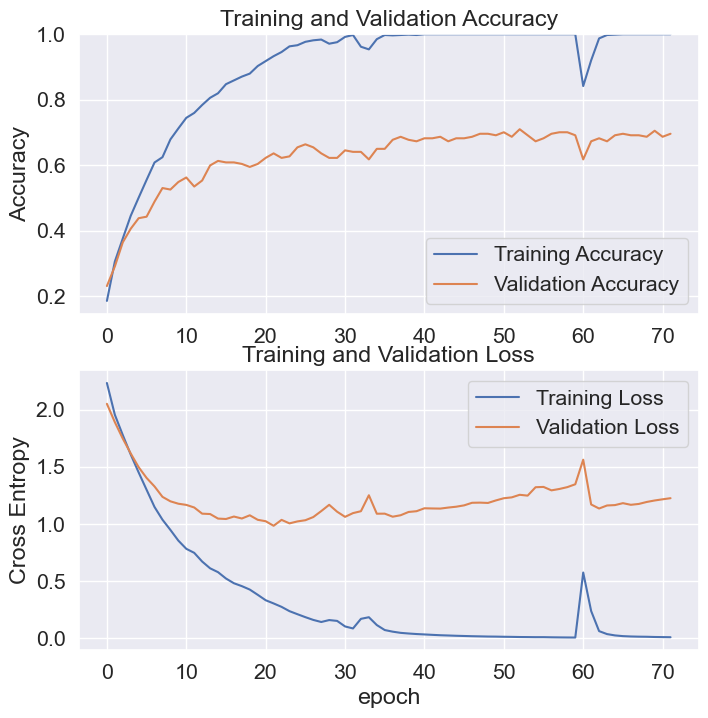 Training and Validation Accuracy
1.0
0.8
0.6
0.4
0.2
Accuracy
Training Accuracy
Validation Accuracy
0 10 20 30 40 50 60 70
Training and Validation Loss
2.0
1.5
1.0
0.5
0.0
Cross Entropy
Training Loss
Validation Loss
0 10 20 30 40 50 60 70
epoch